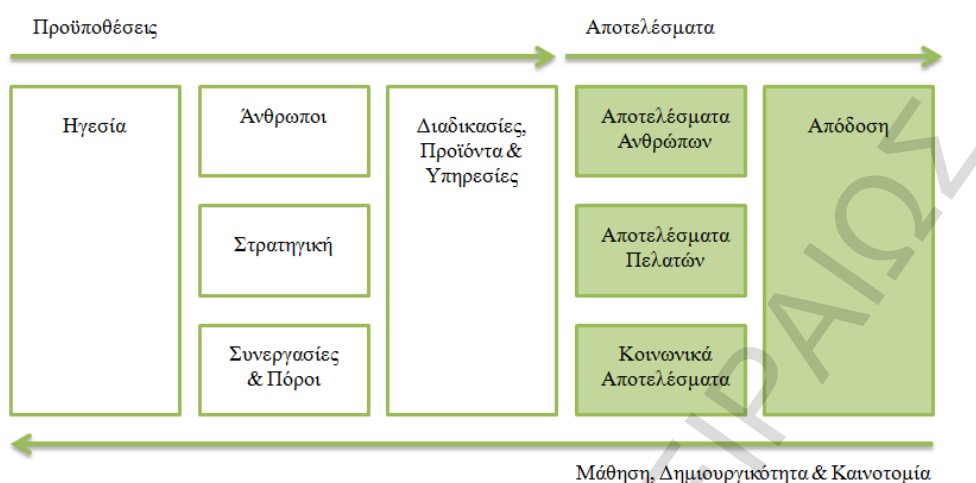 Προϋποθέσεις
Αποτελέσματα
Ηγεσία
Άνθρωποι
Στρατηγική
Συνεργασίες
& Πόροι
Διαδικασίες,
Προϊόντα &
Υπηρεσίες
Αποτελέσματα
Ανθρώπων
Αποτελέσματα
Πελατών
Κοινωνικά
Αποτελέσματα
Απόδοση
Μάθηση, Δημιουργικότητα & Καινοτομία